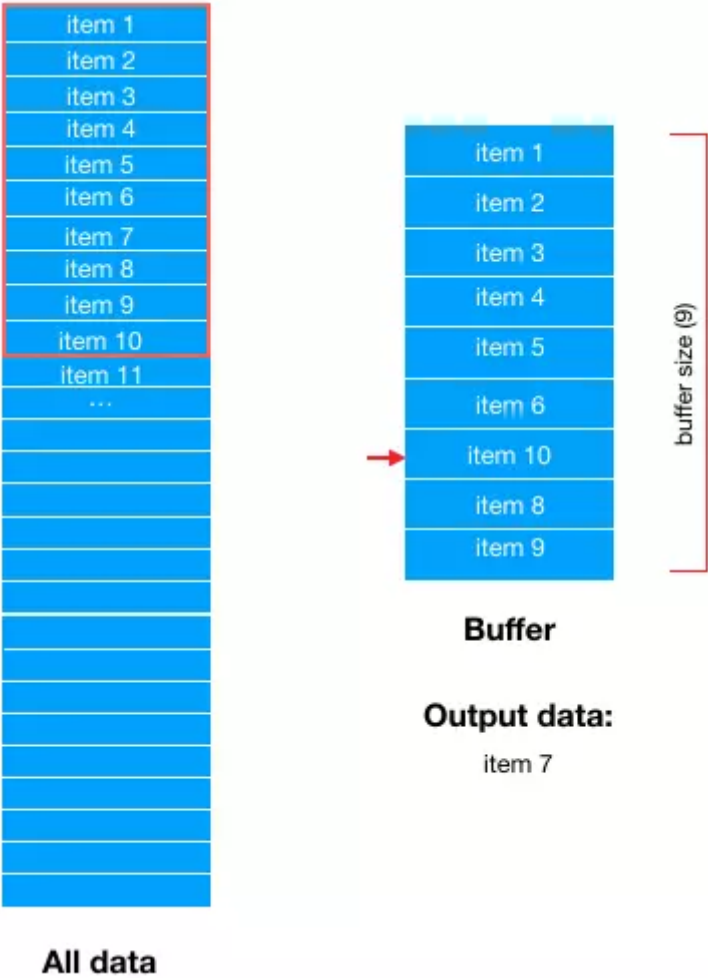 item 1
item 2
item 3
item 4
item 5
item 6
item 7
item 8
item 9
item 10
item 11
...
All data
item 1
item 2
item 3
item 4
item 5
item 6
item 10
item 8
item 9
buffer size (9)
Buffer
Output data:
item 7